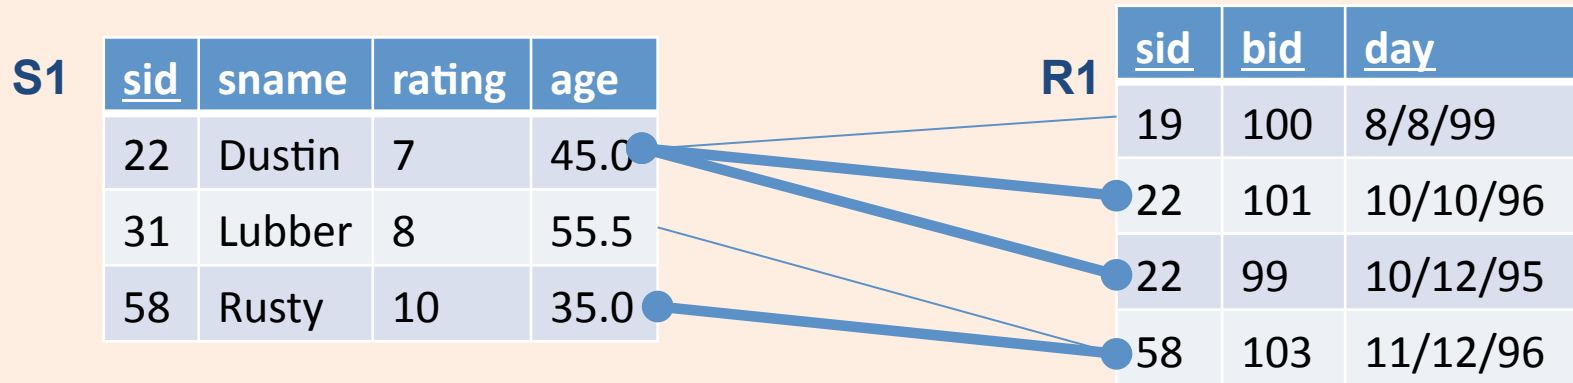 S1
sid sname rating age
22 Dustin 7 45.0
31 Lubber 8 55.5
58 Rusty 10 35.0
R1
sid bid day
19 100 8/8/99
22 101 10/10/96
22 99 10/12/95
58 103 11/12/96